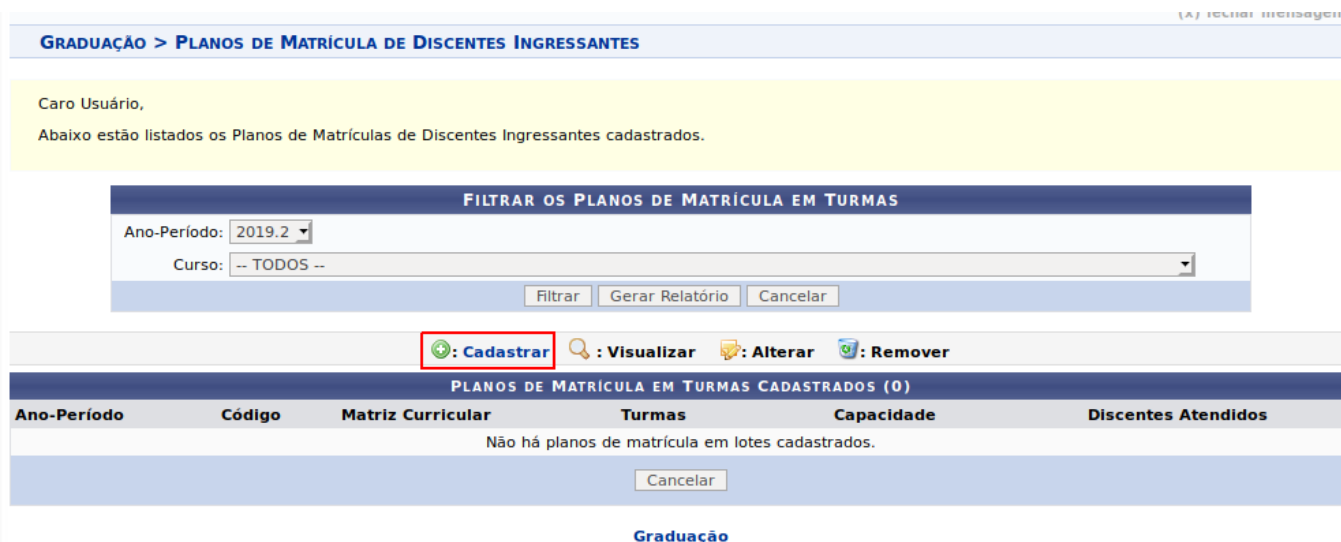 (x) fechar mensagem
GRADUAÇÃO > PLANOS DE MATRÍCULA DE DISCENTES INGRESSANTES
Caro Usuário,
Abaixo estão listados os Planos de Matrículas de Discentes Ingressantes cadastrados.
FILTRAR OS PLANOS DE MATRÍCULA EM TURMAS
Ano-Período: 2019.2
Curso: -- TODOS --
Filtrar Gerar Relatório Cancelar
: Cadastrar : Visualizar : Alterar : Remover
PLANOS DE MATRÍCULA EM TURMAS CADASTRADOS (0)
Ano-Período Código Matriz Curricular Turmas Capacidade Discentes Atendidos
Não há planos de matrícula em lotes cadastrados.
Cancelar
Graduação